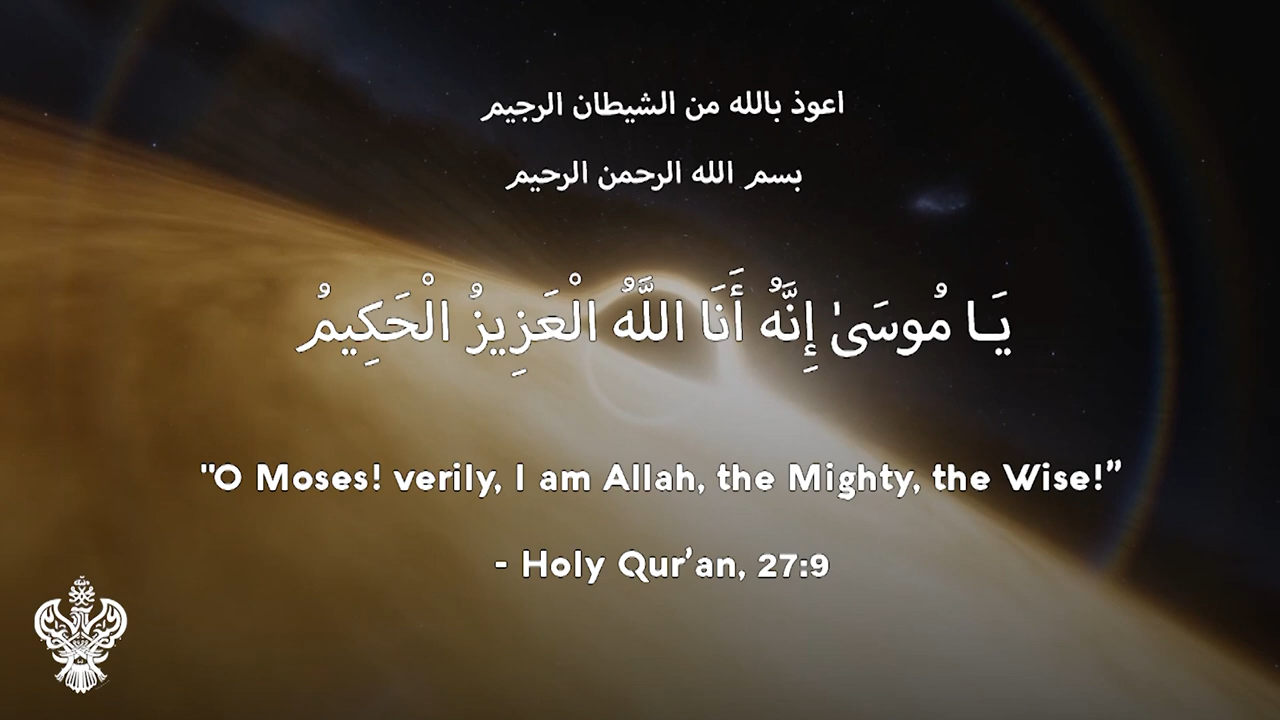 اعوذ بالله من الشيطان الرجيم
بسم الله الرحمن الرحيم
يَا مُوسَىٰ إِنَّهُ أَنَا اللَّهُ الْعَزِيزُ الْحَكِيمُ
"O Moses! verily, I am Allah, the Mighty, the Wise!”
- Holy Qur’an, 27:9